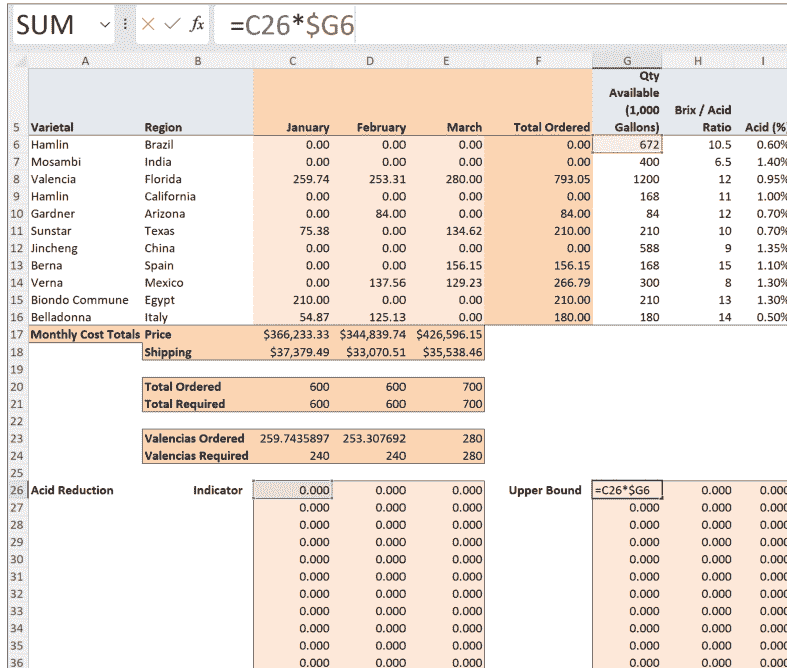 SUM fx =C26*$G6
A B C D E F G H I
5 Varietal Region January February March Total Ordered Qty Available (1,000 Gallons) Brix / Acid Ratio Acid (%
6 Hamlin Brazil 0.00 0.00 0.00 0.00 672 10.5 0.60%
7 Mosambi India 0.00 0.00 0.00 0.00 400 6.5 1.40%
8 Valencia Florida 259.74 253.31 280.00 793.05 1200 12 0.95%
9 Hamlin California 0.00 0.00 0.00 0.00 168 11 1.00%
10 Gardner Arizona 0.00 84.00 0.00 84.00 84 12 0.70%
11 Sunstar Texas 75.38 0.00 134.62 210.00 210 10 0.70%
12 Jincheng China 0.00 0.00 0.00 0.00 588 9 1.35%
13 Berna Spain 0.00 0.00 156.15 156.15 168 15 1.10%
14 Verna Mexico 0.00 137.56 129.23 266.79 300 8 1.30%
15 Biondo Commune Egypt 210.00 0.00 0.00 210.00 210 13 1.30%
16 Belladonna Italy 54.87 125.13 0.00 180.00 180 14 0.50%
17 Monthly Cost Totals Price $366,233.33 $344,839.74 $426,596.15
18 Shipping $37,379.49 $33,070.51 $35,538.46
19
20 Total Ordered 600 600 700
21 Total Required 600 600 700
22
23 Valencias Ordered 259.7435897 253.307692 280
24 Valencias Required 240 240 280
25
26 Acid Reduction Indicator 0.000 0.000 0.000 Upper Bound =C26*$G6 0.000 0.000
27 0.000 0.000 0.000 0.000 0.000 0.000
28 0.000 0.000 0.000 0.000 0.000 0.000
29 0.000 0.000 0.000 0.000 0.000 0.000
30 0.000 0.000 0.000 0.000 0.000 0.000
31 0.000 0.000 0.000 0.000 0.000 0.000
32 0.000 0.000 0.000 0.000 0.000 0.000
33 0.000 0.000 0.000 0.000 0.000 0.000
34 0.000 0.000 0.000 0.000 0.000 0.000
35 0.000 0.000 0.000 0.000 0.000 0.000
36 0.000 0.000 0.000 0.000 0.000 0.000